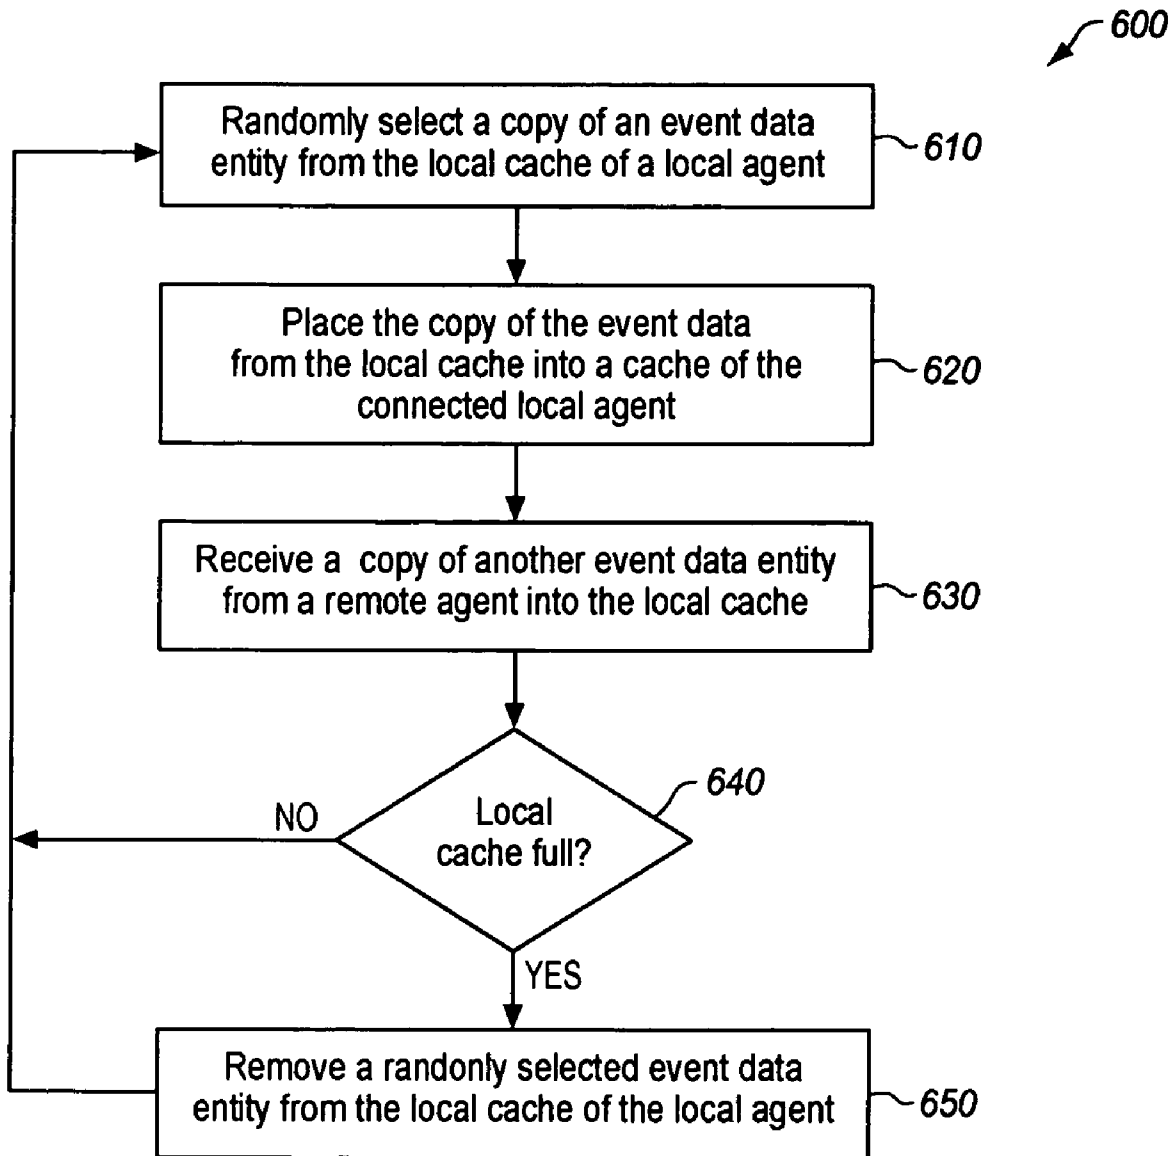 600
Randomly select a copy of an event data
entity from the local cache of a local agent
610
Place the copy of the event data
from the local cache into a cache of the
connected local agent
620
Receive a copy of another event data entity
from a remote agent into the local cache
630
640
Local
cache full?
NO
YES
Remove a randonly selected event data
entity from the local cache of the local agent
650